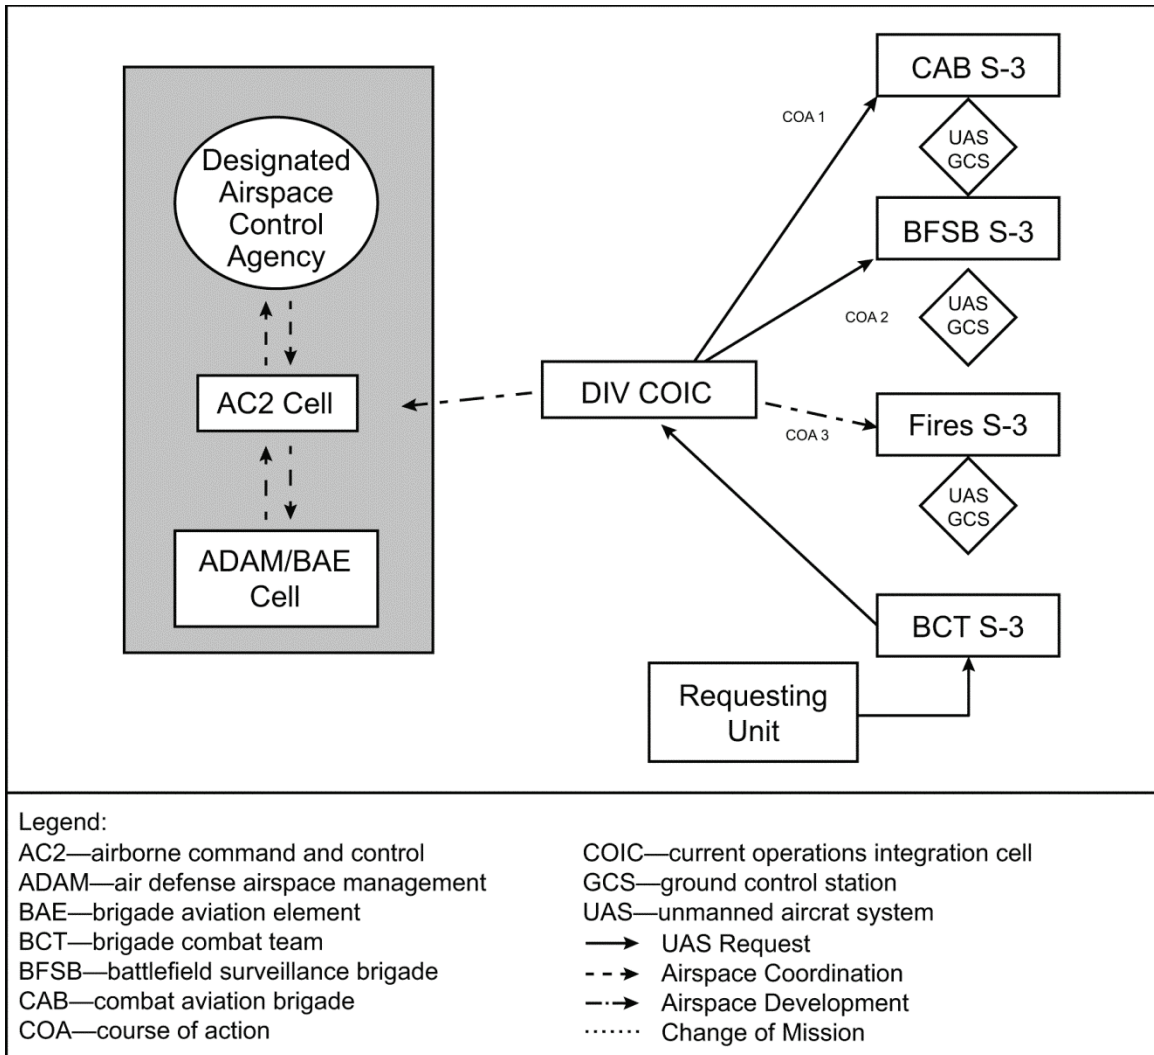 Designated
Airspace
Control
Agency
AC2 Cell
ADAM/BAE
Cell
DIV COIC
COA 1
COA 2
COA 3
CAB S-3
UAS
GCS
BFSB S-3
UAS
GCS
Fires S-3
UAS
GCS
BCT S-3
Requesting
Unit
Legend:
AC2—airborne command and control
ADAM—air defense airspace management
BAE—brigade aviation element
BCT—brigade combat team
BFSB—battlefield surveillance brigade
CAB—combat aviation brigade
COA—course of action
COIC—current operations integration cell
GCS—ground control station
UAS—unmanned aircrat system
UAS Request
Airspace Coordination
Airspace Development
Change of Mission